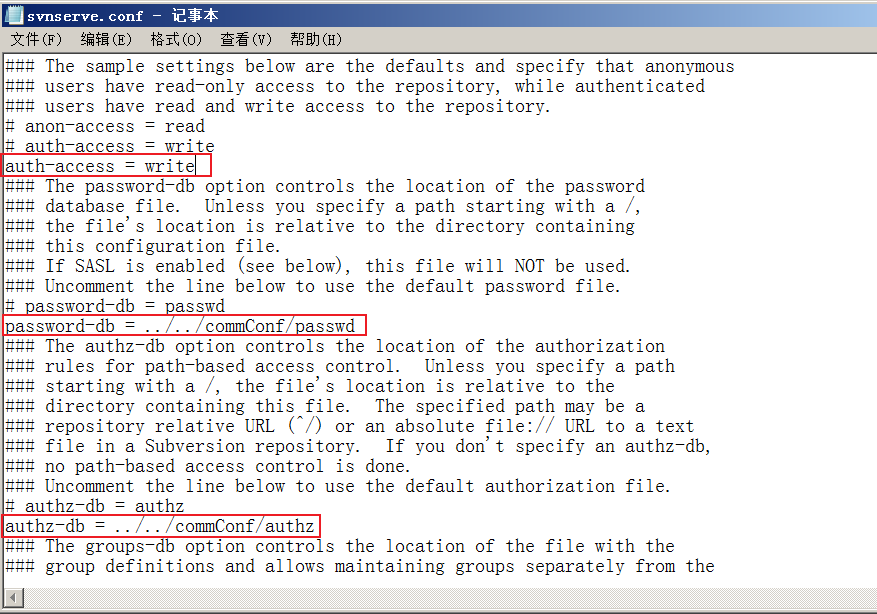 svnserve.conf - 记事本
文件(F) 编辑(E) 格式(O) 查看(V) 帮助(H)
### The sample settings below are the defaults and specify that anonymous
### users have read-only access to the repository, while authenticated
### users have read and write access to the repository.
# anon-access = read
# auth-access = write
auth-access = write
### The password-db option controls the location of the password
### database file.  Unless you specify a path starting with a /,
### the file's location is relative to the directory containing
### this configuration file.
### If SASL is enabled (see below), this file will NOT be used.
### Uncomment the line below to use the default password file.
# password-db = passwd
password-db = ../../commConf/passwd
### The authz-db option controls the location of the authorization
### rules for path-based access control.  Unless you specify a path
### starting with a /, the file's location is relative to the
### directory containing this file.  The specified path may be a
### repository relative URL (^/) or an absolute file:// URL to a text
### file in a Subversion repository.  If you don't specify an authz-db,
### no path-based access control is done.
### Uncomment the line below to use the default authorization file.
# authz-db = authz
authz-db = ../../commConf/authz
### The groups-db option controls the location of the file with the
### group definitions and allows maintaining groups separately from the